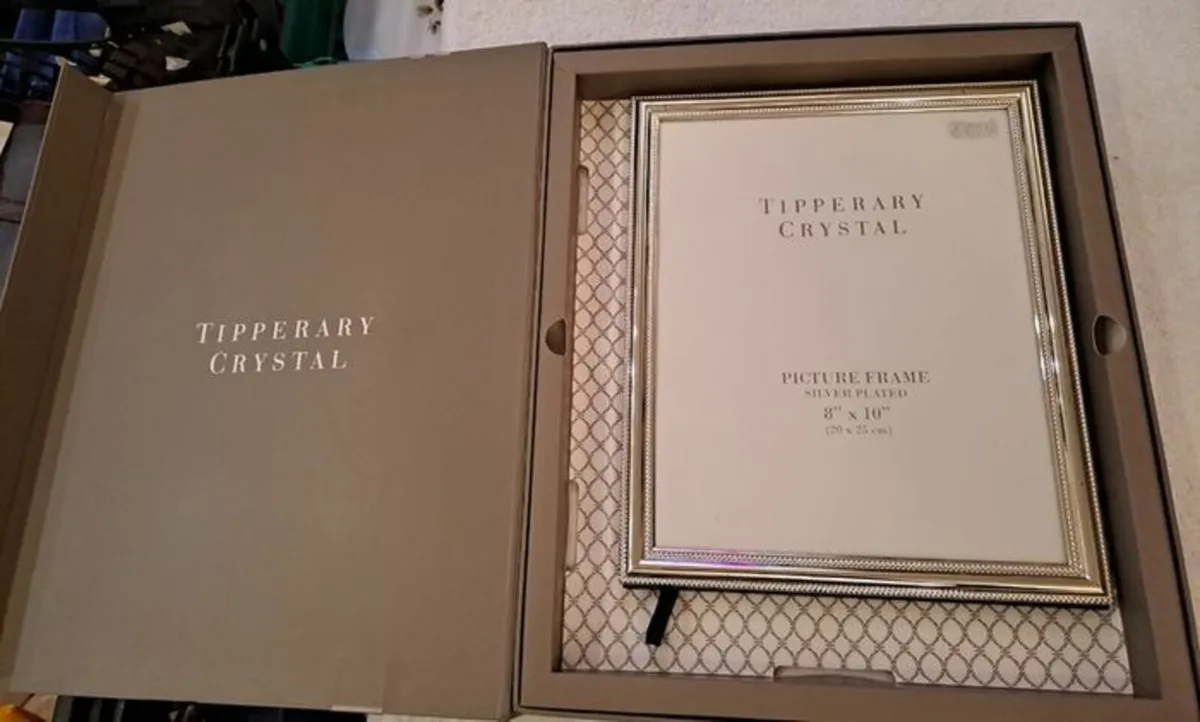 TIPPERARY
CRYSTAL
TIPPERARY
CRYSTAL
PICTURE FRAME
SILVER PLATED
8" x 10"
(20 x 25 cm)